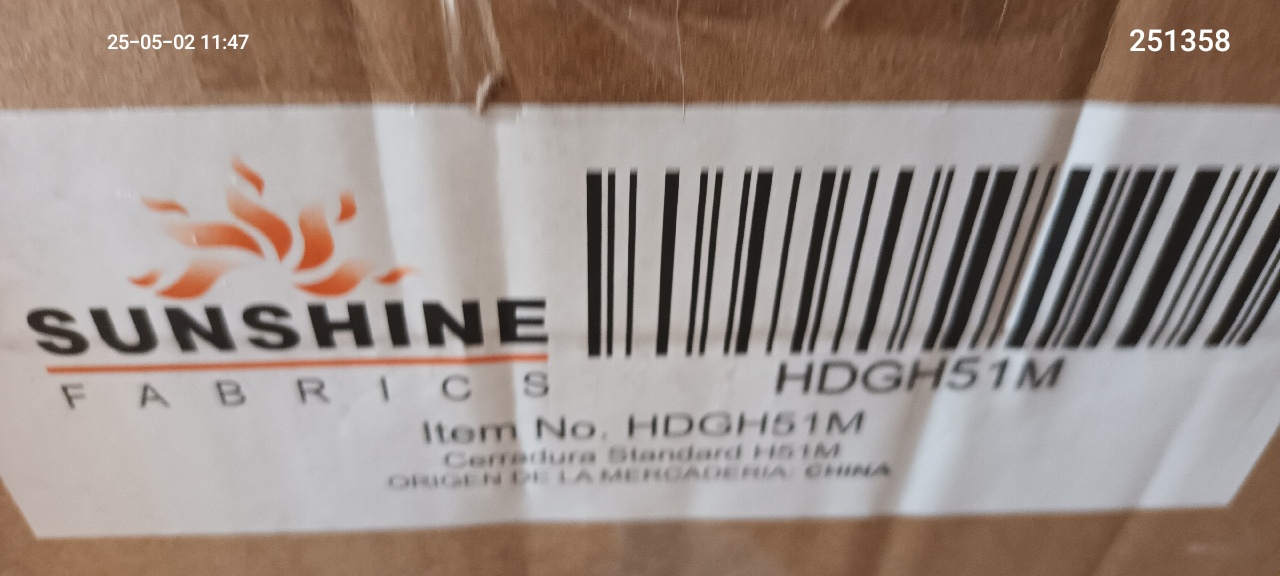 25-05-02 11:47
251358
SUNSHINE
FABRICS
HDGH51M
Item No. HDGH51M
Cerradura Standard H51M
ORIGEN DE LA MERCADERIA: CHINA